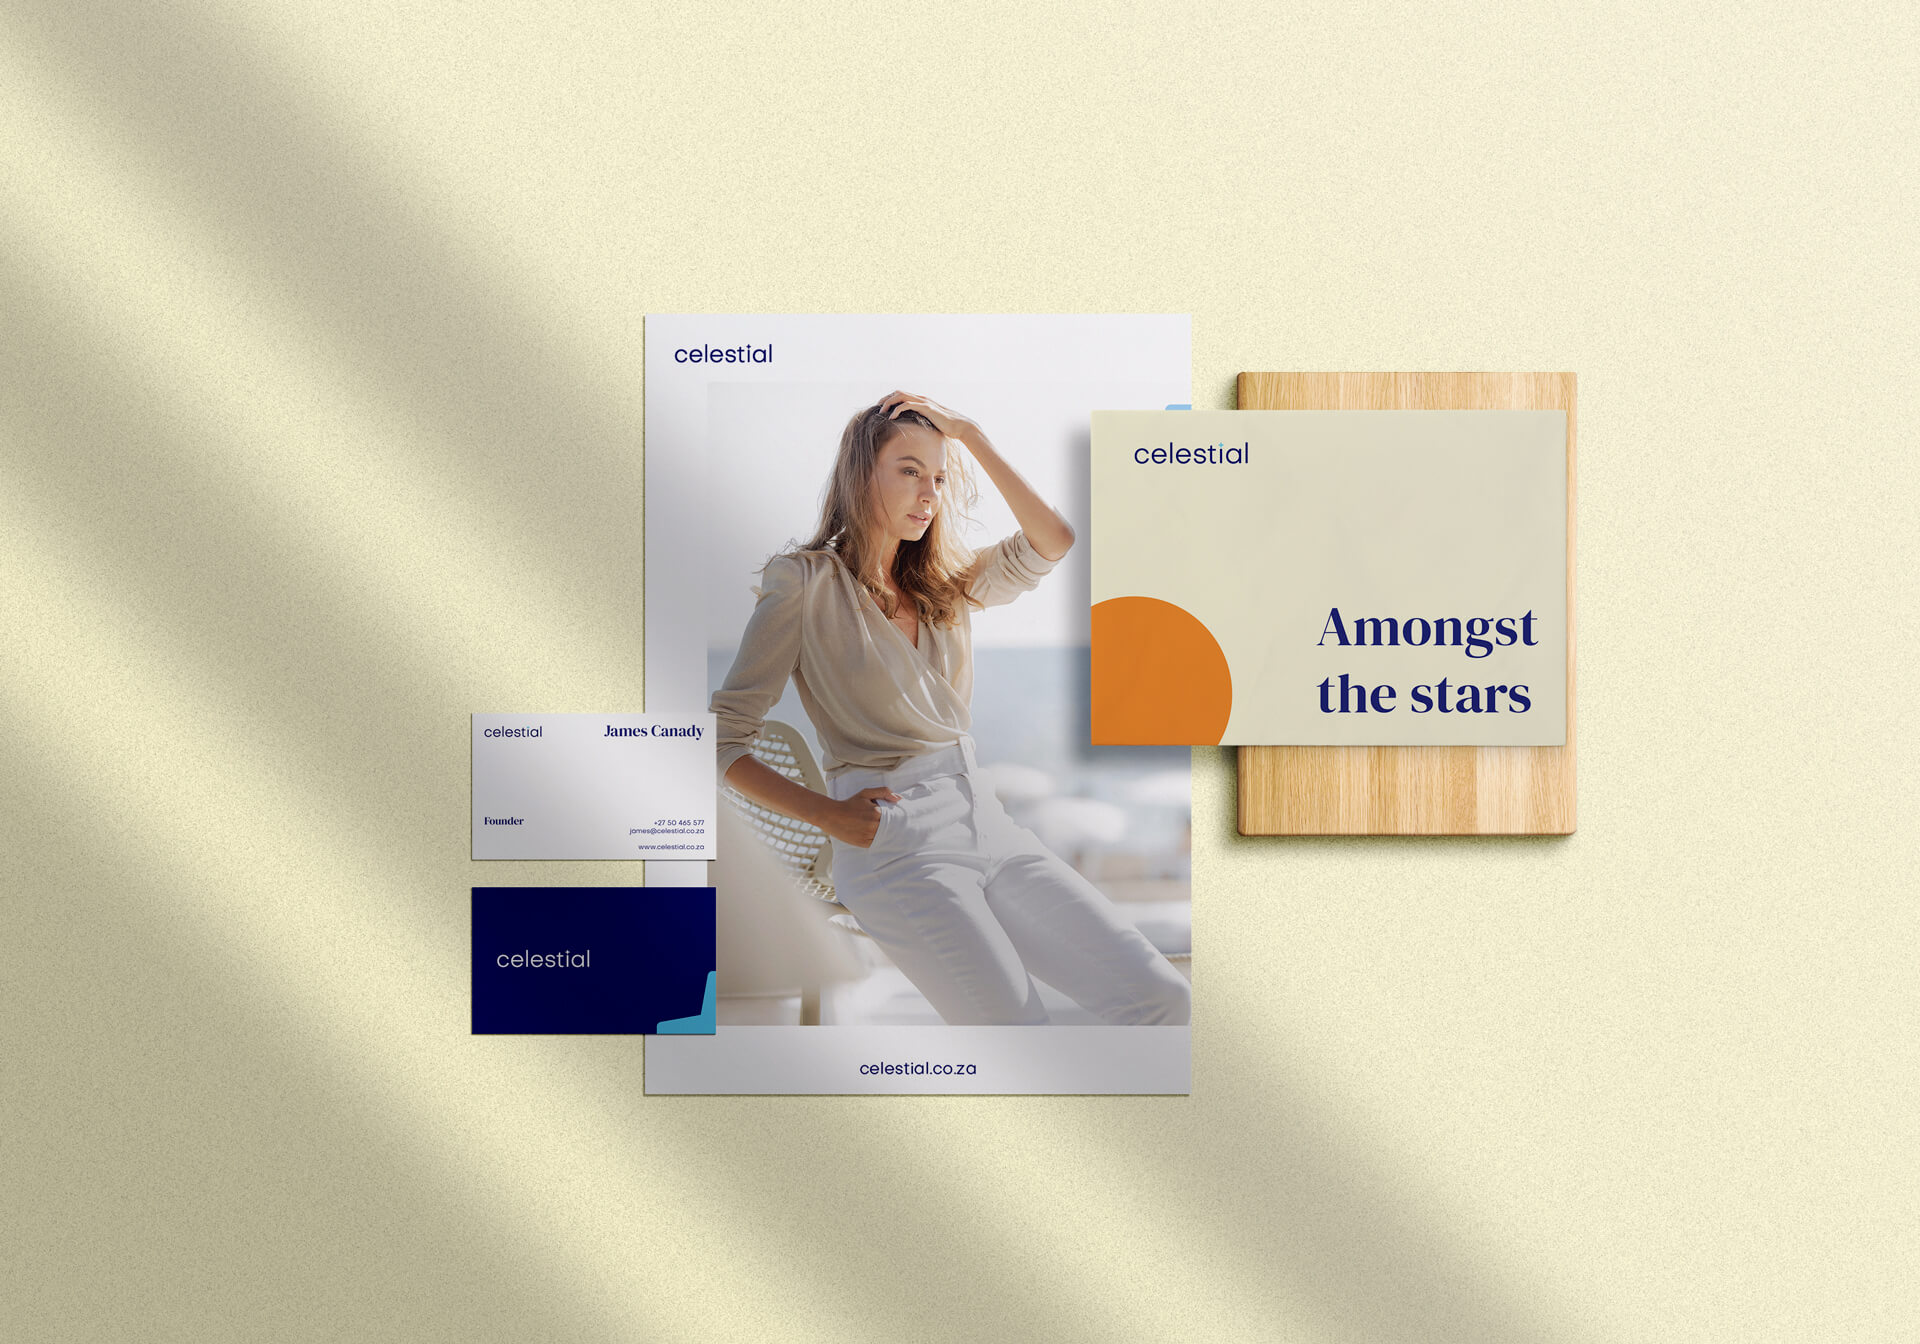 celestial
celestial
Amongst
the stars
celestial
James Canady
Founder
+27 50 465 577
james@celestial.co.za
www.celestial.co.za
celestial
celestial.co.za